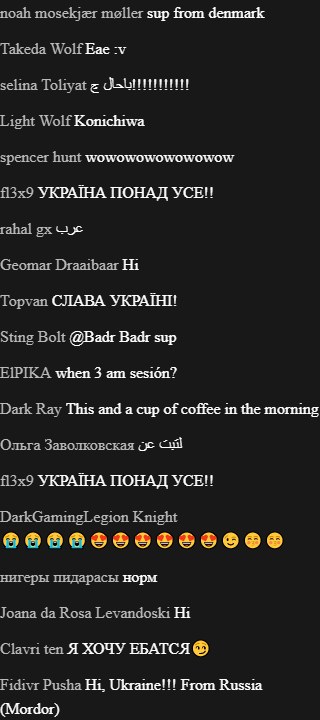 noah mosekjær møller sup from denmark
Takeda Wolf Eae :v
selina Toliyat باحال ج!!!!!!!!!!!
Light Wolf Konichiwa
spencer hunt wowowowowowowow
fl3x9 УКРАЇНА ПОНАД УСЕ!!
rahal gx عرب
Geomar Draaibaar Hi
Topvan СЛАВА УКРАЇНІ!
Sting Bolt @Badr Badr sup
ElPIKA when 3 am sesión?
Dark Ray This and a cup of coffee in the morning
Ольга Заволковская عن
fl3x9 УКРАЇНА ПОНАД УСЕ!!
DarkGamingLegion Knight
😭😭😭😭😍😍😍😍😍😍😉😊😊
нигеры пидарасы норм
Joana da Rosa Levandoski Hi
Clavri ten Я ХОЧУ ЕБАТСЯ😏
Fidivr Pusha Hi, Ukraine!!! From Russia
(Mordor)